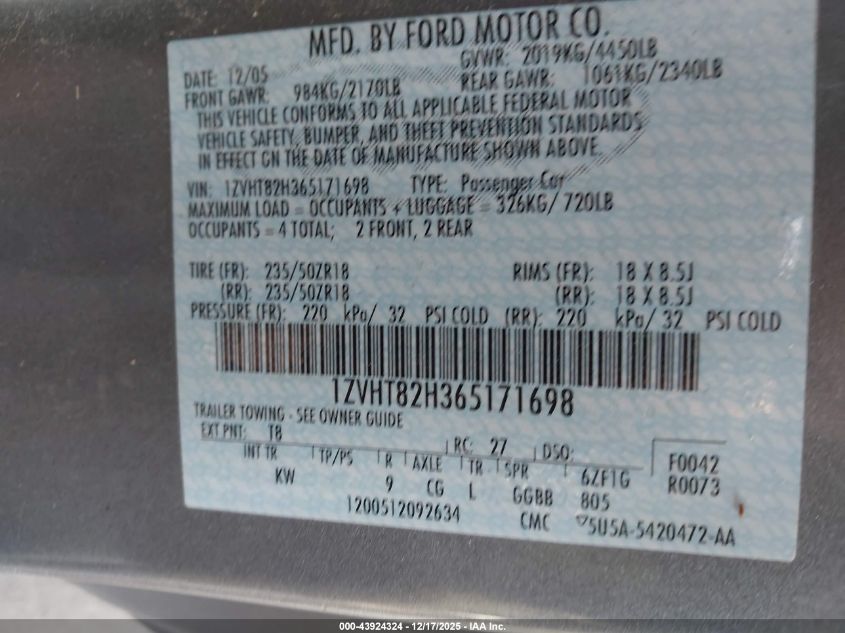 MFD. BY FORD MOTOR CO.
DATE: 12/05 GVWR: 2019KG/4450LB
FRONT GAWR: 984KG/2170LB REAR GAWR: 1061KG/2340LB
THIS VEHICLE CONFORMS TO ALL APPLICABLE FEDERAL MOTOR
VEHICLE SAFETY, BUMPER, AND THEFT PREVENTION STANDARDS
IN EFFECT ON THE DATE OF MANUFACTURE SHOWN ABOVE.
VIN: 1ZVHT82H365171698 TYPE: Passenger Car
MAXIMUM LOAD = OCCUPANTS + LUGGAGE = 326KG/ 720LB
OCCUPANTS = 4 TOTAL; 2 FRONT, 2 REAR
TIRE (FR): 235/50ZR18 RIMS (FR): 18 X 8.5J
(RR): 235/50ZR18 (RR): 18 X 8.5J
PRESSURE (FR): 220 kPa/ 32 PSI COLD (RR): 220 kPa/ 32 PSI COLD
1ZVHT82H365171698
TRAILER TOWING - SEE OWNER GUIDE
EXT PNT: T8 RC: 27 DSO: F0042
INT TR TP/PS R AXLE TR SPR 6ZF1G R0073
KW 9 CG L GGBB 805
1200512092634 CMC 5U5A-5420472-AA
000-43924324 - 12/17/2025 - IAA Inc.